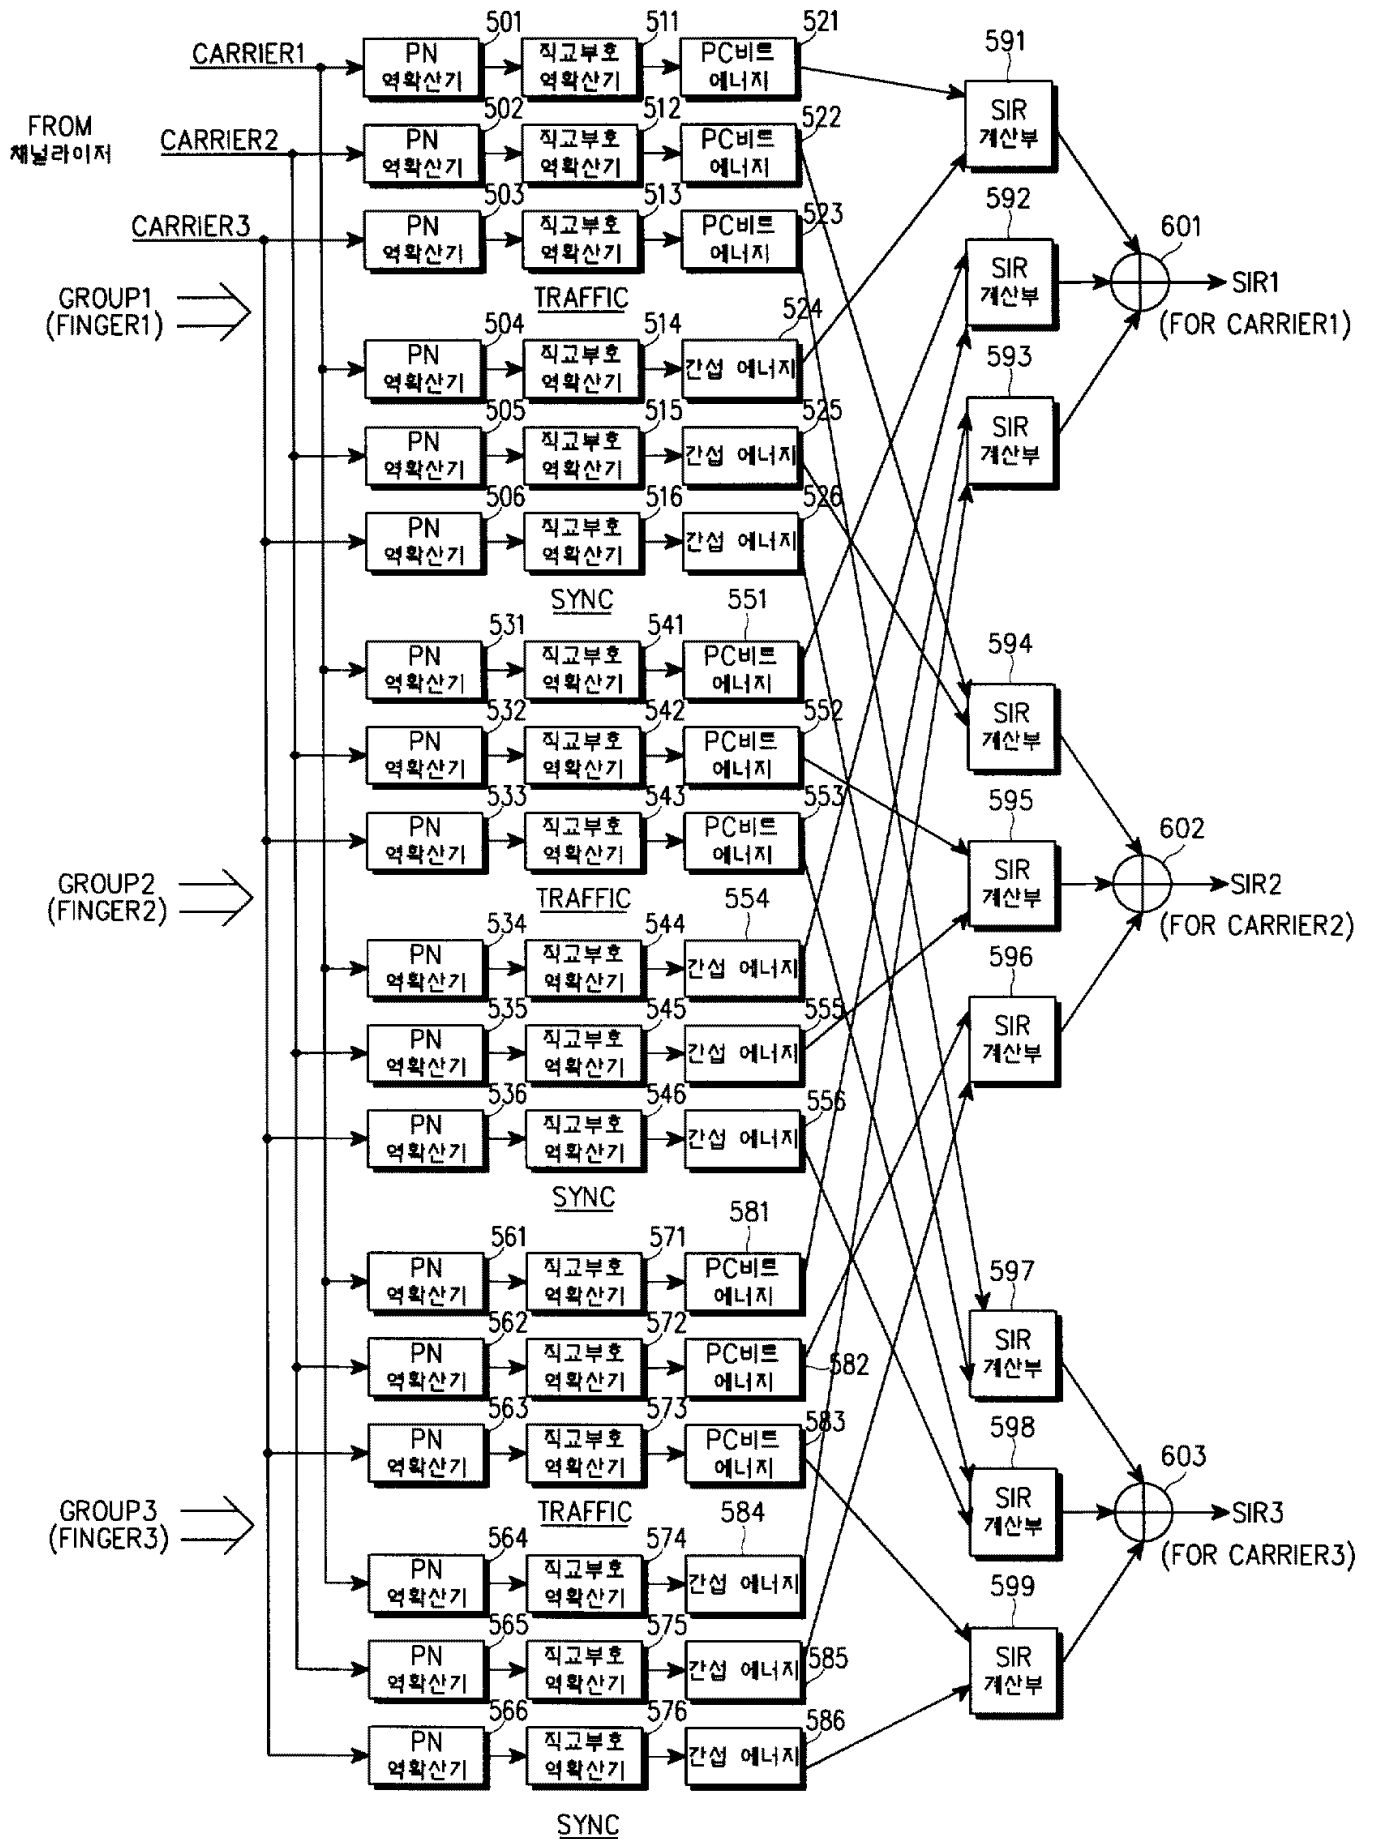 501 511 521
CARRIER1 PN 직교부호 PC비트 591
역확산기 역확산기 에너지 SIR
계산부
FROM 502 512 522
채널라이저 CARRIER2 PN 직교부호 PC비트
역확산기 역확산기 에너지
503 513 523 592
CARRIER3 PN 직교부호 PC비트 SIR
역확산기 역확산기 에너지 계산부 601
GROUP1 TRAFFIC SIR1
(FINGER1) 524 (FOR CARRIER1)
504 514 593
PN 직교부호 간섭 에너지 SIR
역확산기 역확산기 계산부
505 515 525
PN 직교부호 간섭 에너지
역확산기 역확산기
506 516 526
PN 직교부호 간섭 에너지
역확산기 역확산기
SYNC 551
531 541 594
PN 직교부호 PC비트 SIR
역확산기 역확산기 에너지 계산부
532 542 552
PN 직교부호 PC비트
역확산기 역확산기 에너지
533 543 553 595
PN 직교부호 PC비트 SIR
역확산기 역확산기 에너지 계산부 602
GROUP2 TRAFFIC SIR2
(FINGER2) 554 (FOR CARRIER2)
534 544 596
PN 직교부호 간섭 에너지 SIR
역확산기 역확산기 계산부
535 545 555
PN 직교부호 간섭 에너지
역확산기 역확산기
536 546 556
PN 직교부호 간섭 에너지
역확산기 역확산기
SYNC 581
561 571 597
PN 직교부호 PC비트 SIR
역확산기 역확산기 에너지 계산부
562 572 582
PN 직교부호 PC비트
역확산기 역확산기 에너지
563 573 583 598
PN 직교부호 PC비트 SIR
역확산기 역확산기 에너지 계산부 603
GROUP3 TRAFFIC SIR3
(FINGER3) 584 (FOR CARRIER3)
564 574 599
PN 직교부호 간섭 에너지 SIR
역확산기 역확산기 계산부
565 575 585
PN 직교부호 간섭 에너지
역확산기 역확산기
566 576 586
PN 직교부호 간섭 에너지
역확산기 역확산기
SYNC